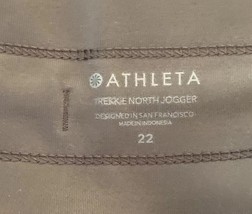 ATHLETA
TREKKIE NORTH JOGGER
DESIGNED IN SAN FRANCISCO
MADE IN INDONESIA
22